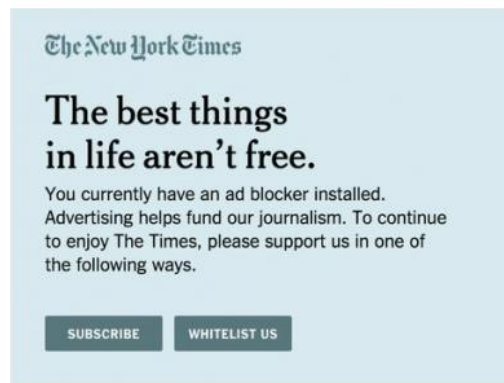 The New York Times
The best things
in life aren't free.
You currently have an ad blocker installed.
Advertising helps fund our journalism. To continue
to enjoy The Times, please support us in one of
the following ways.
SUBSCRIBE WHITELIST US